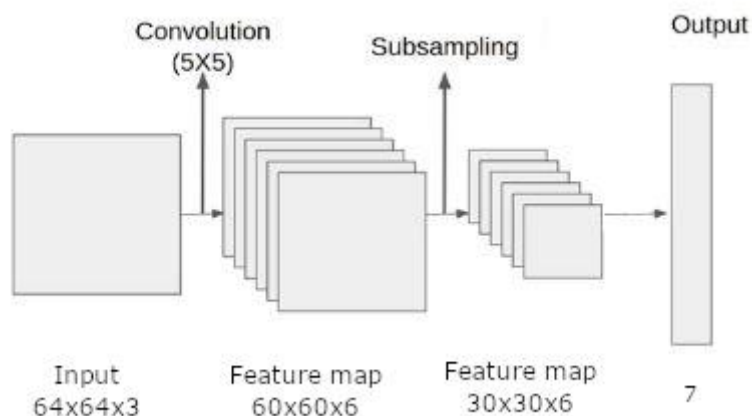 Convolution
(5X5)
Subsampling
Output
Input
64x64x3
Feature map
60x60x6
Feature map
30x30x6
7